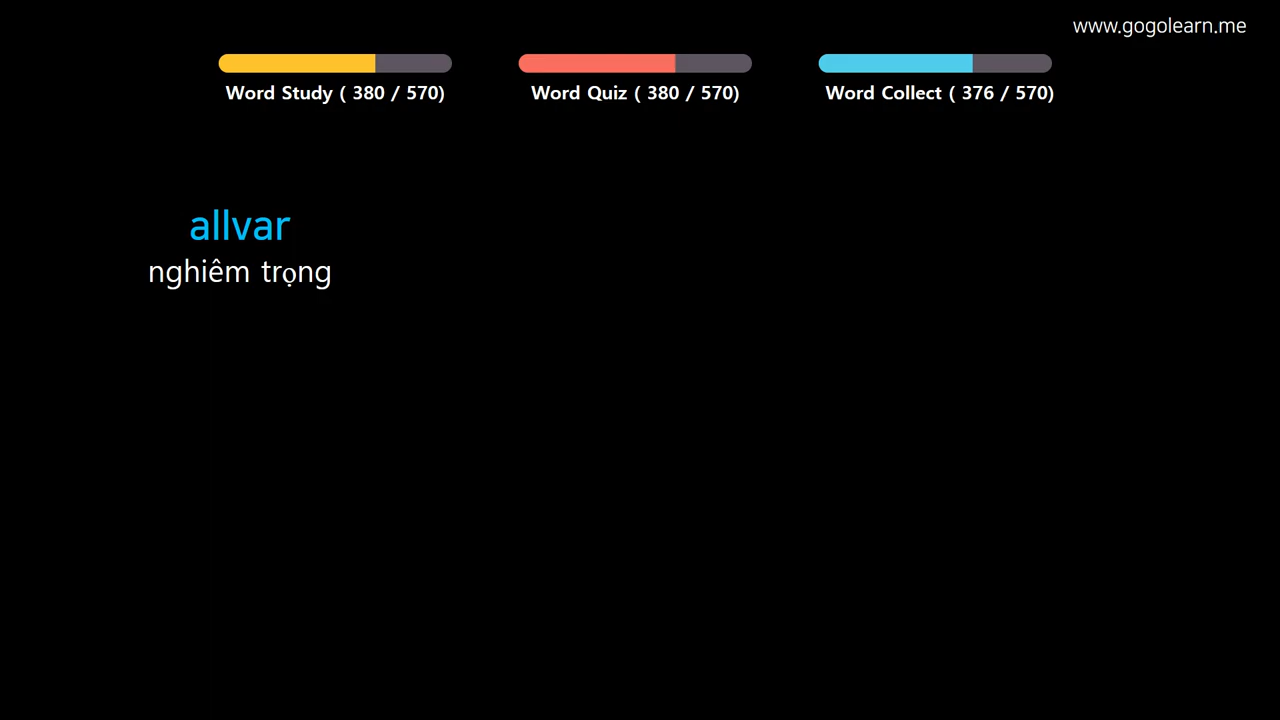 www.gogolearn.me
Word Study ( 380 / 570)
Word Quiz ( 380 / 570)
Word Collect ( 376 / 570)
allvar
nghiêm trọng